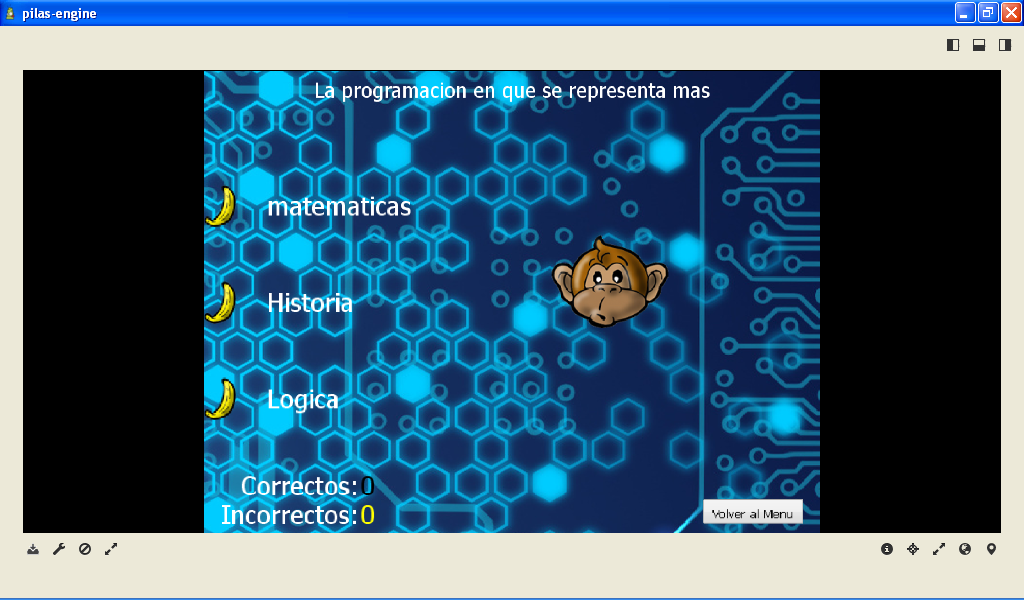 pilas-engine
La programacion en que se representa mas
matematicas
Historia
Logica
Correctos:0
Incorrectos:0
Volver al Menu